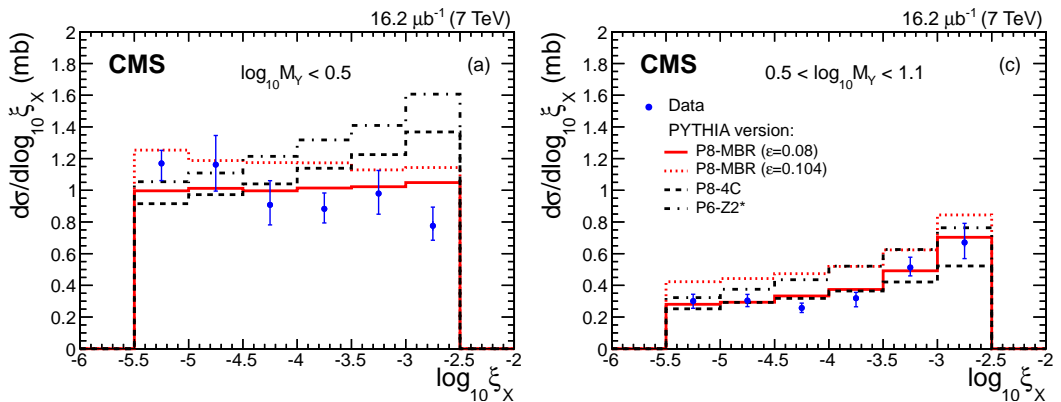 16.2 μb⁻¹ (7 TeV)
CMS
log₁₀M_Y < 0.5
(a)
dσ/dlog₁₀ξ_X (mb)
2
1.8
1.6
1.4
1.2
1
0.8
0.6
0.4
0.2
0
-5.5 -5 -4.5 -4 -3.5 -3 -2.5 -2
log₁₀ξ_X
16.2 μb⁻¹ (7 TeV)
CMS
0.5 < log₁₀M_Y < 1.1
(c)
Data
PYTHIA version:
P8-MBR (ε=0.08)
P8-MBR (ε=0.104)
P8-4C
P6-Z2*
dσ/dlog₁₀ξ_X (mb)
2
1.8
1.6
1.4
1.2
1
0.8
0.6
0.4
0.2
0
-5.5 -5 -4.5 -4 -3.5 -3 -2.5 -2
log₁₀ξ_X